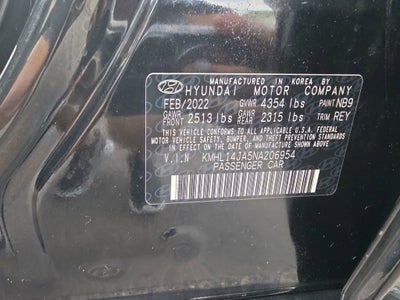 MANUFACTURED IN KOREA BY
HYUNDAI MOTOR COMPANY
FEB/2022 GVWR 4354 lbs PAINT NB9
GAWR FRONT 2513 lbs GAWR REAR 2315 lbs TRIM REY
THIS VEHICLE CONFORMS TO ALL APPLICABLE U.S. FEDERAL
MOTOR VEHICLE SAFETY, BUMPER, AND THEFT PREVENTION
STANDARDS IN EFFECT ON THE DATE OF MANUFACTURE SHOWN ABOVE.
V.I.N KMHL14JA5NA206954
PASSENGER CAR